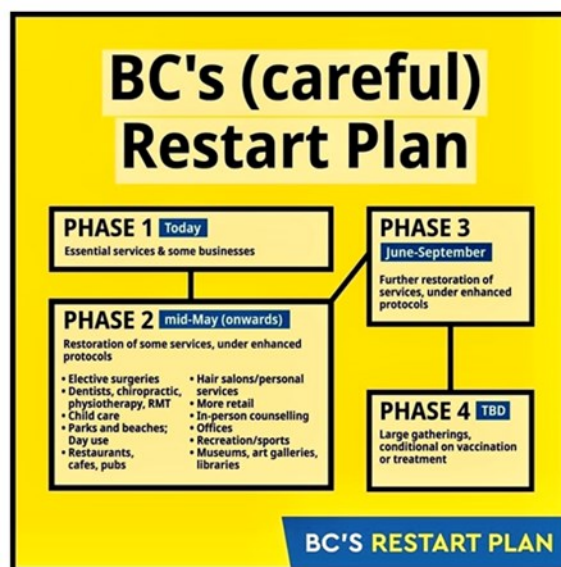 BC's (careful)
Restart Plan
PHASE 1 Today
Essential services & some businesses
PHASE 2 mid-May (onwards)
Restoration of some services, under enhanced
protocols
• Elective surgeries
• Dentists, chiropractic,
physiotherapy, RMT
• Child care
• Parks and beaches;
Day use
• Restaurants,
cafes, pubs
• Hair salons/personal
services
• More retail
• In-person counselling
• Offices
• Recreation/sports
• Museums, art galleries,
libraries
PHASE 3
June-September
Further restoration of
services, under enhanced
protocols
PHASE 4 TBD
Large gatherings,
conditional on vaccination
or treatment
BC'S RESTART PLAN